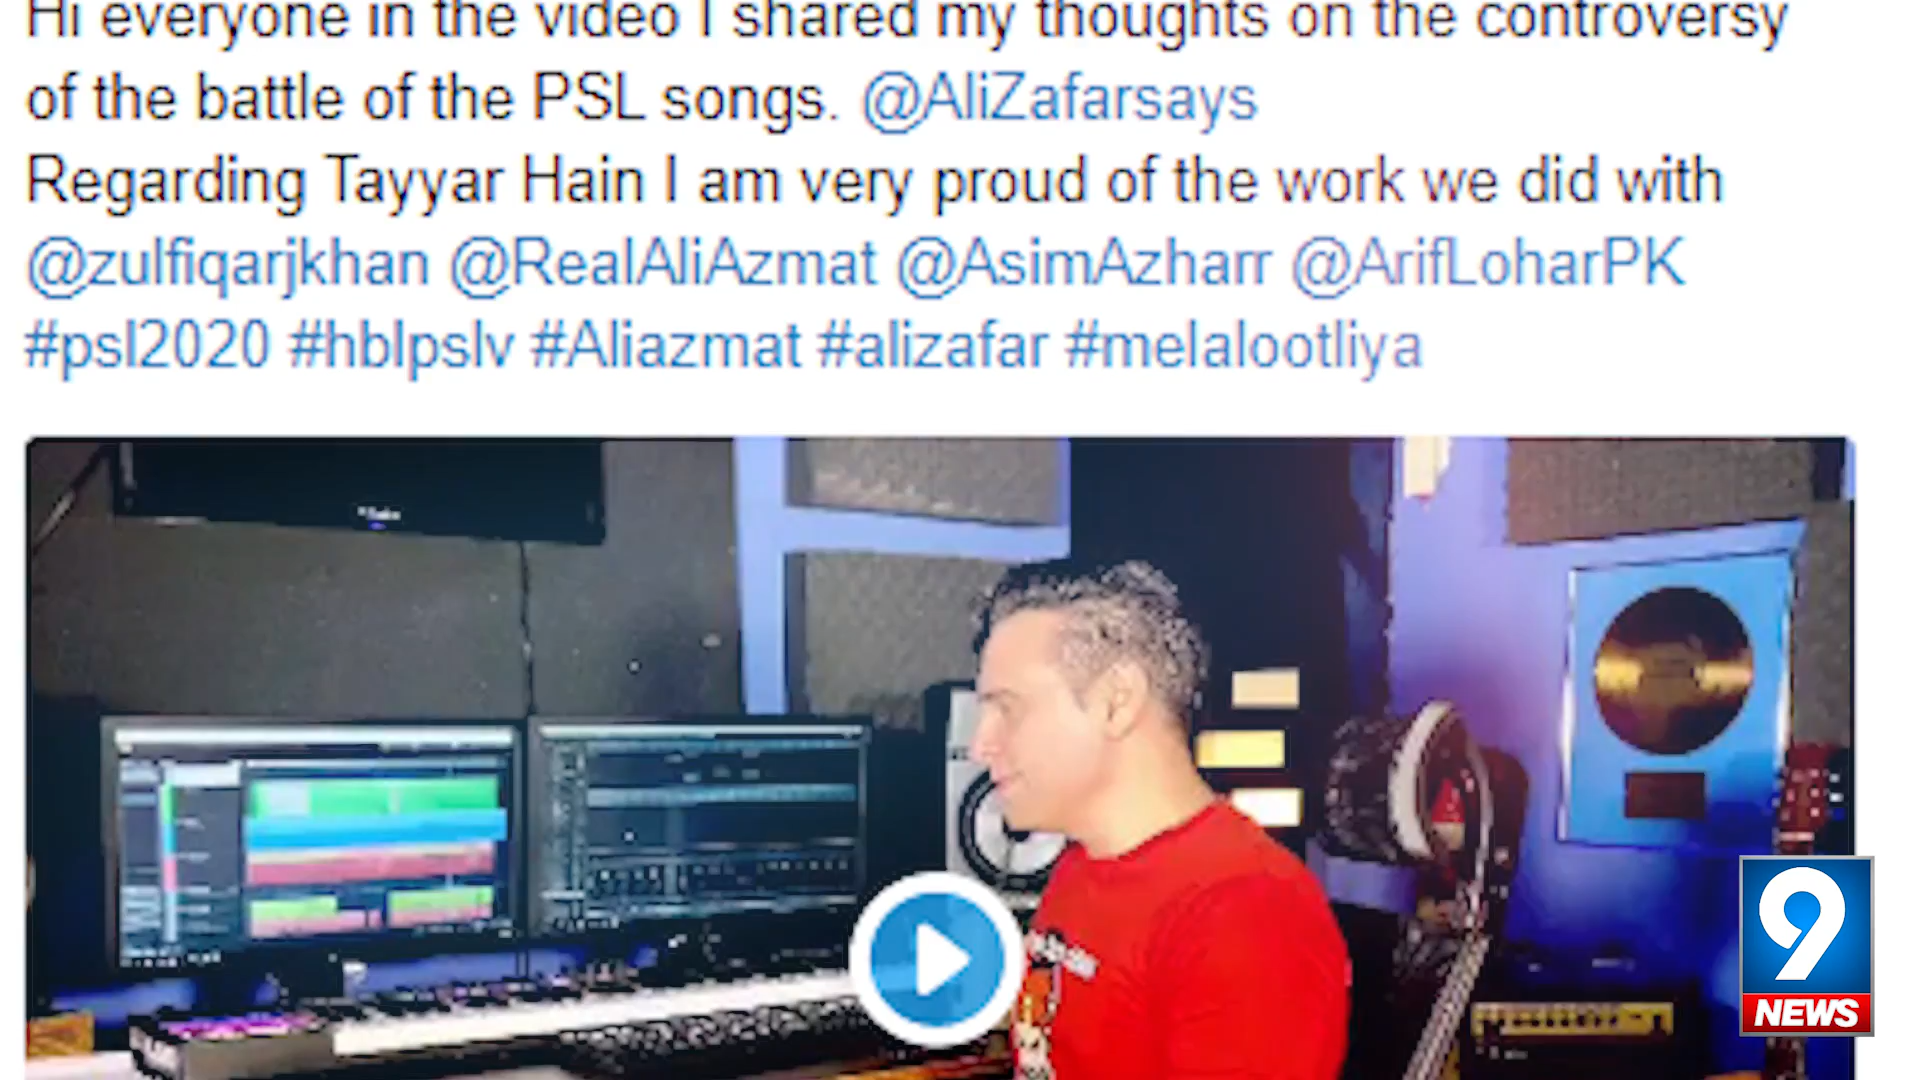 Hi everyone in the video I shared my thoughts on the controversy
of the battle of the PSL songs. @AliZafarsays
Regarding Tayyar Hain I am very proud of the work we did with
@zulfiqarjkhan @RealAliAzmat @AsimAzharr @ArifLoharPK
#psl2020 #hblpslv #Aliazmat #alizafar #melalootliya
9
NEWS